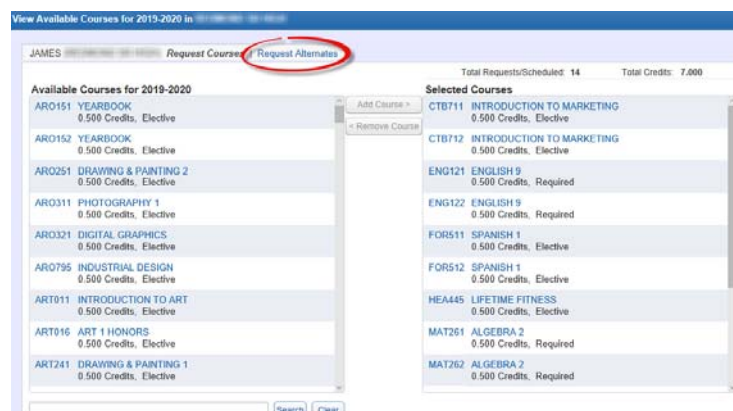 View Available Courses for 2019-2020 in
JAMES Request Courses | Request Alternates
Total Requests/Scheduled: 14 Total Credits: 7.000
Available Courses for 2019-2020
ARO151 YEARBOOK
0.500 Credits, Elective
ARO152 YEARBOOK
0.500 Credits, Elective
ARO251 DRAWING & PAINTING 2
0.500 Credits, Elective
ARO311 PHOTOGRAPHY 1
0.500 Credits, Elective
ARO321 DIGITAL GRAPHICS
0.500 Credits, Elective
ARO795 INDUSTRIAL DESIGN
0.500 Credits, Elective
ART011 INTRODUCTION TO ART
0.500 Credits, Elective
ART016 ART 1 HONORS
0.500 Credits, Elective
ART241 DRAWING & PAINTING 1
0.500 Credits, Elective
Search Clear
Add Course >
< Remove Course
Selected Courses
CTB711 INTRODUCTION TO MARKETING
0.500 Credits, Elective
CTB712 INTRODUCTION TO MARKETING
0.500 Credits, Elective
ENG121 ENGLISH 9
0.500 Credits, Required
ENG122 ENGLISH 9
0.500 Credits, Required
FOR511 SPANISH 1
0.500 Credits, Elective
FOR512 SPANISH 1
0.500 Credits, Elective
HEA445 LIFETIME FITNESS
0.500 Credits, Elective
MAT261 ALGEBRA 2
0.500 Credits, Required
MAT262 ALGEBRA 2
0.500 Credits, Required